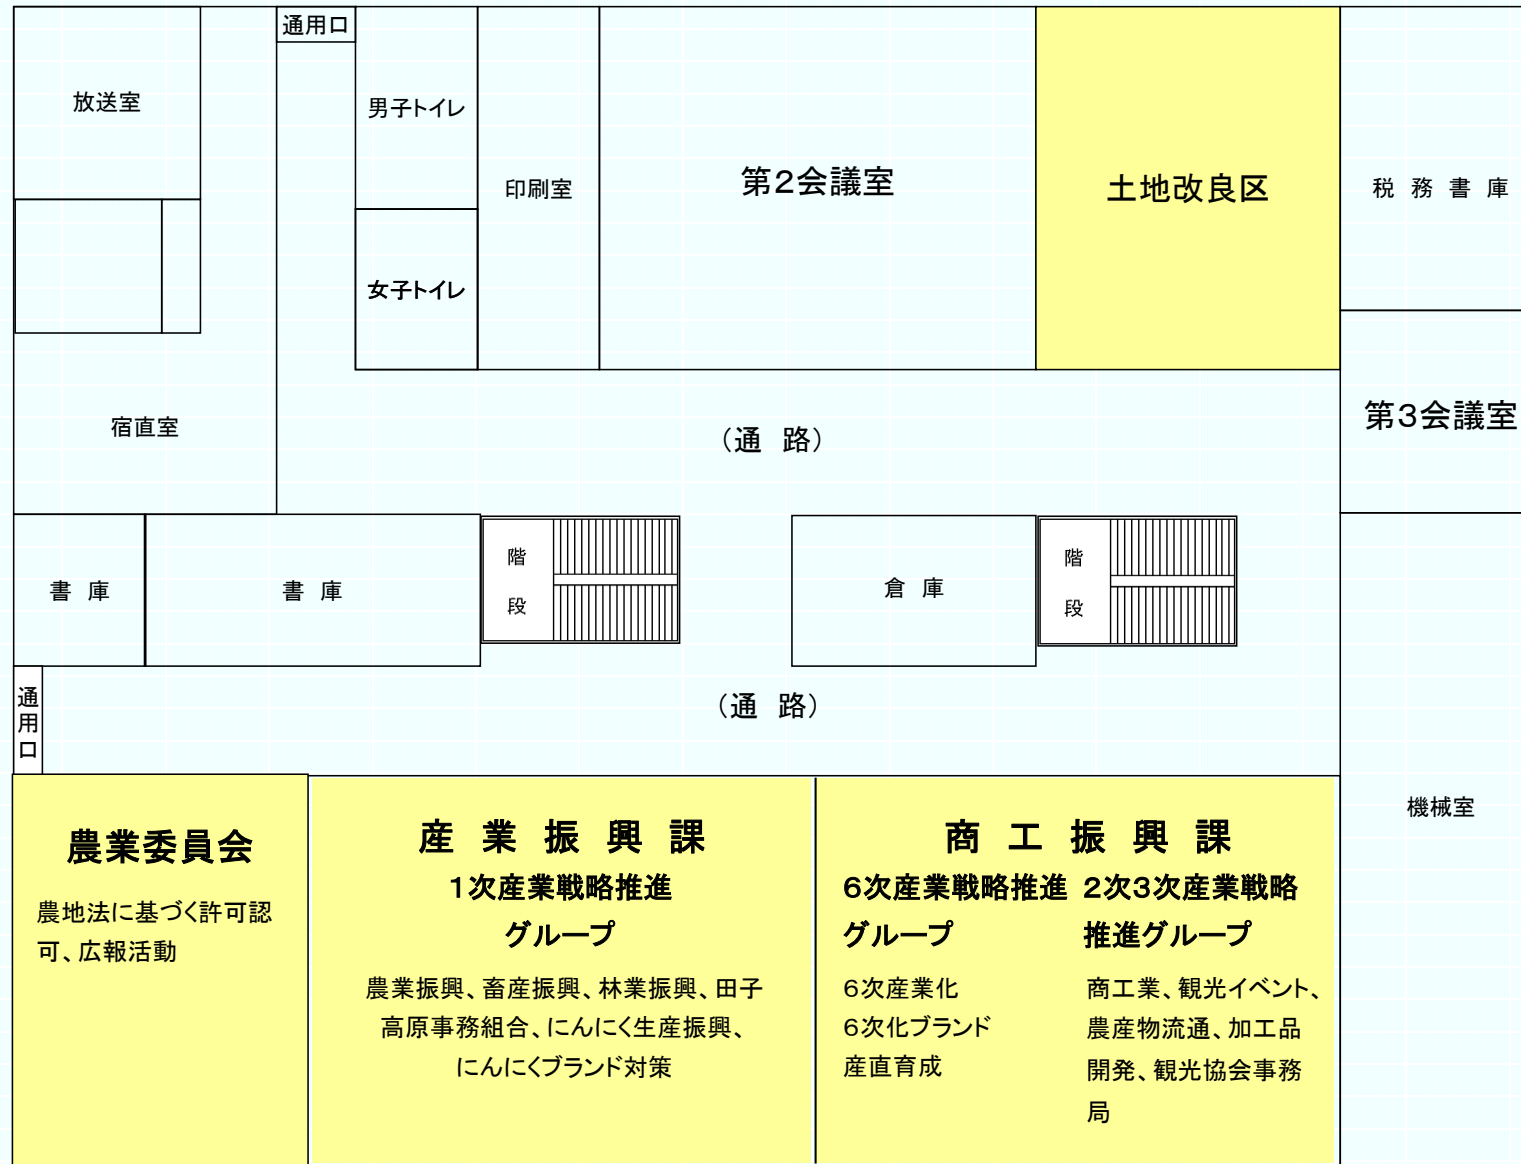 通用口
放送室
男子トイレ
印刷室
第2会議室
土地改良区
税 務 書 庫
女子トイレ
宿直室
（通 路）
第3会議室
書 庫
書 庫
階
段
倉 庫
階
段
通
用
口
（通 路）
機械室
農業委員会
農地法に基づく許可認
可、広報活動
産 業 振 興 課
1次産業戦略推進
グループ
農業振興、畜産振興、林業振興、田子
高原事務組合、にんにく生産振興、
にんにくブランド対策
商 工 振 興 課
6次産業戦略推進
グループ
6次産業化
6次化ブランド
産直育成
2次3次産業戦略
推進グループ
商工業、観光イベント、
農産物流通、加工品
開発、観光協会事務
局